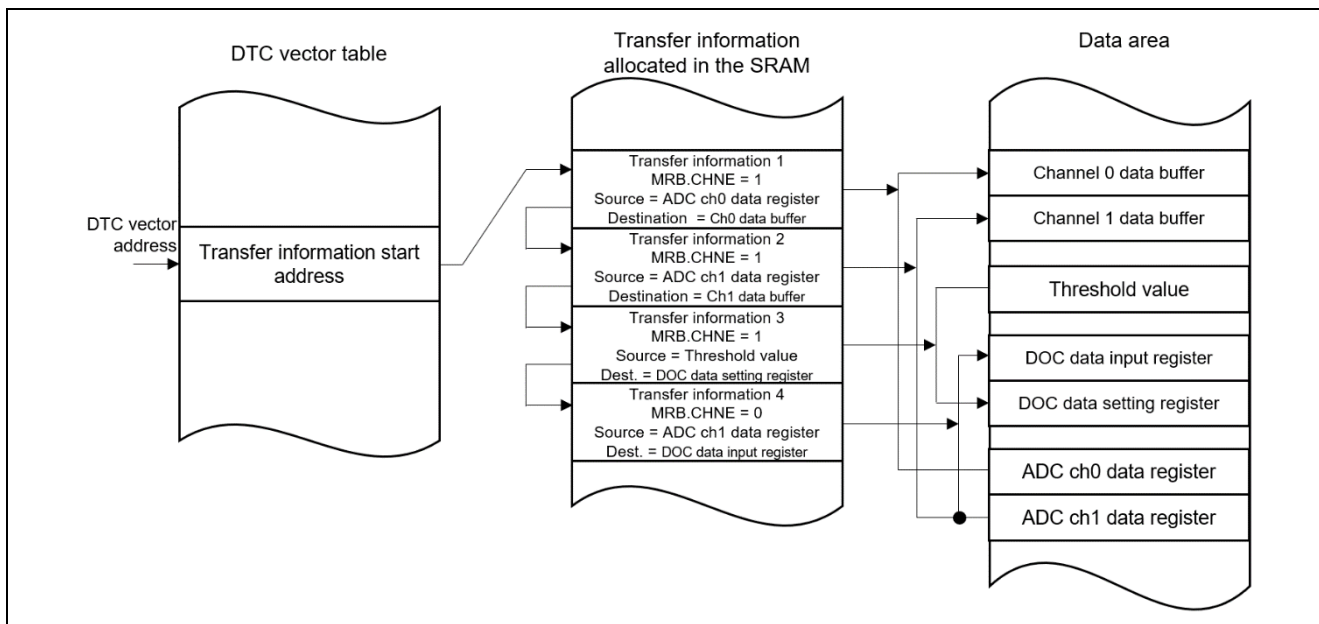 DTC vector table
DTC vector
address
Transfer information start
address
Transfer information
allocated in the SRAM
Transfer information 1
MRB.CHNE = 1
Source = ADC ch0 data register
Destination = Ch0 data buffer
Transfer information 2
MRB.CHNE = 1
Source = ADC ch1 data register
Destination = Ch1 data buffer
Transfer information 3
MRB.CHNE = 1
Source = Threshold value
Dest. = DOC data setting register
Transfer information 4
MRB.CHNE = 0
Source = ADC ch1 data register
Dest. = DOC data input register
Data area
Channel 0 data buffer
Channel 1 data buffer
Threshold value
DOC data input register
DOC data setting register
ADC ch0 data register
ADC ch1 data register